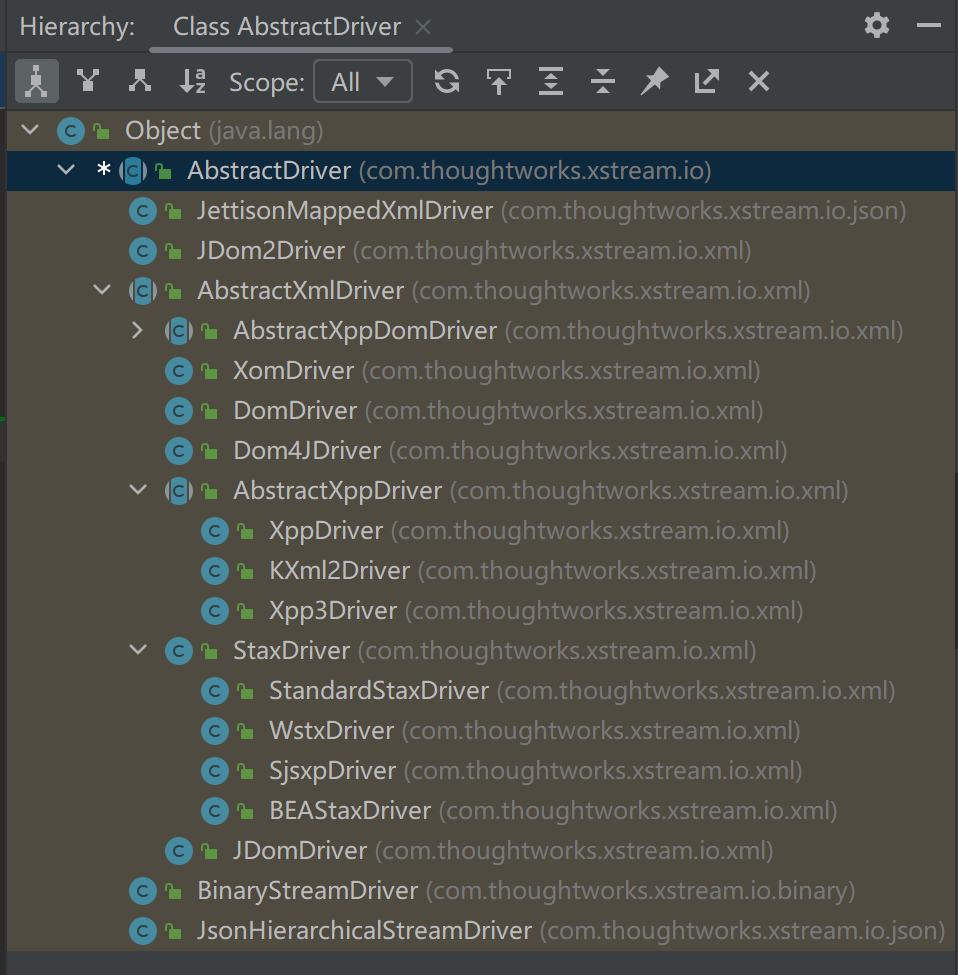 Hierarchy: Class AbstractDriver
Scope: All
Object (java.lang)
* AbstractDriver (com.thoughtworks.xstream.io)
JettisonMappedXmlDriver (com.thoughtworks.xstream.io.json)
JDom2Driver (com.thoughtworks.xstream.io.xml)
AbstractXmlDriver (com.thoughtworks.xstream.io.xml)
AbstractXppDomDriver (com.thoughtworks.xstream.io.xml)
XomDriver (com.thoughtworks.xstream.io.xml)
DomDriver (com.thoughtworks.xstream.io.xml)
Dom4JDriver (com.thoughtworks.xstream.io.xml)
AbstractXppDriver (com.thoughtworks.xstream.io.xml)
XppDriver (com.thoughtworks.xstream.io.xml)
KXml2Driver (com.thoughtworks.xstream.io.xml)
Xpp3Driver (com.thoughtworks.xstream.io.xml)
StaxDriver (com.thoughtworks.xstream.io.xml)
StandardStaxDriver (com.thoughtworks.xstream.io.xml)
WstxDriver (com.thoughtworks.xstream.io.xml)
SjsxpDriver (com.thoughtworks.xstream.io.xml)
BEAStaxDriver (com.thoughtworks.xstream.io.xml)
JDomDriver (com.thoughtworks.xstream.io.xml)
BinaryStreamDriver (com.thoughtworks.xstream.io.binary)
JsonHierarchicalStreamDriver (com.thoughtworks.xstream.io.json)